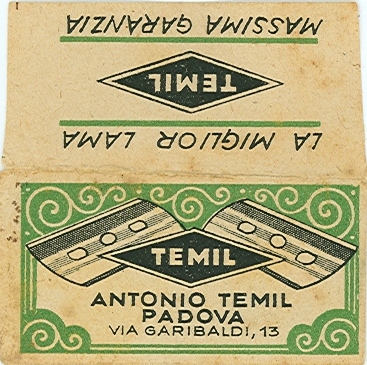 LA MIGLIOR LAMA
TEMIL
MASSIMA GARANZIA
TEMIL
ANTONIO TEMIL
PADOVA
VIA GARIBALDI, 13